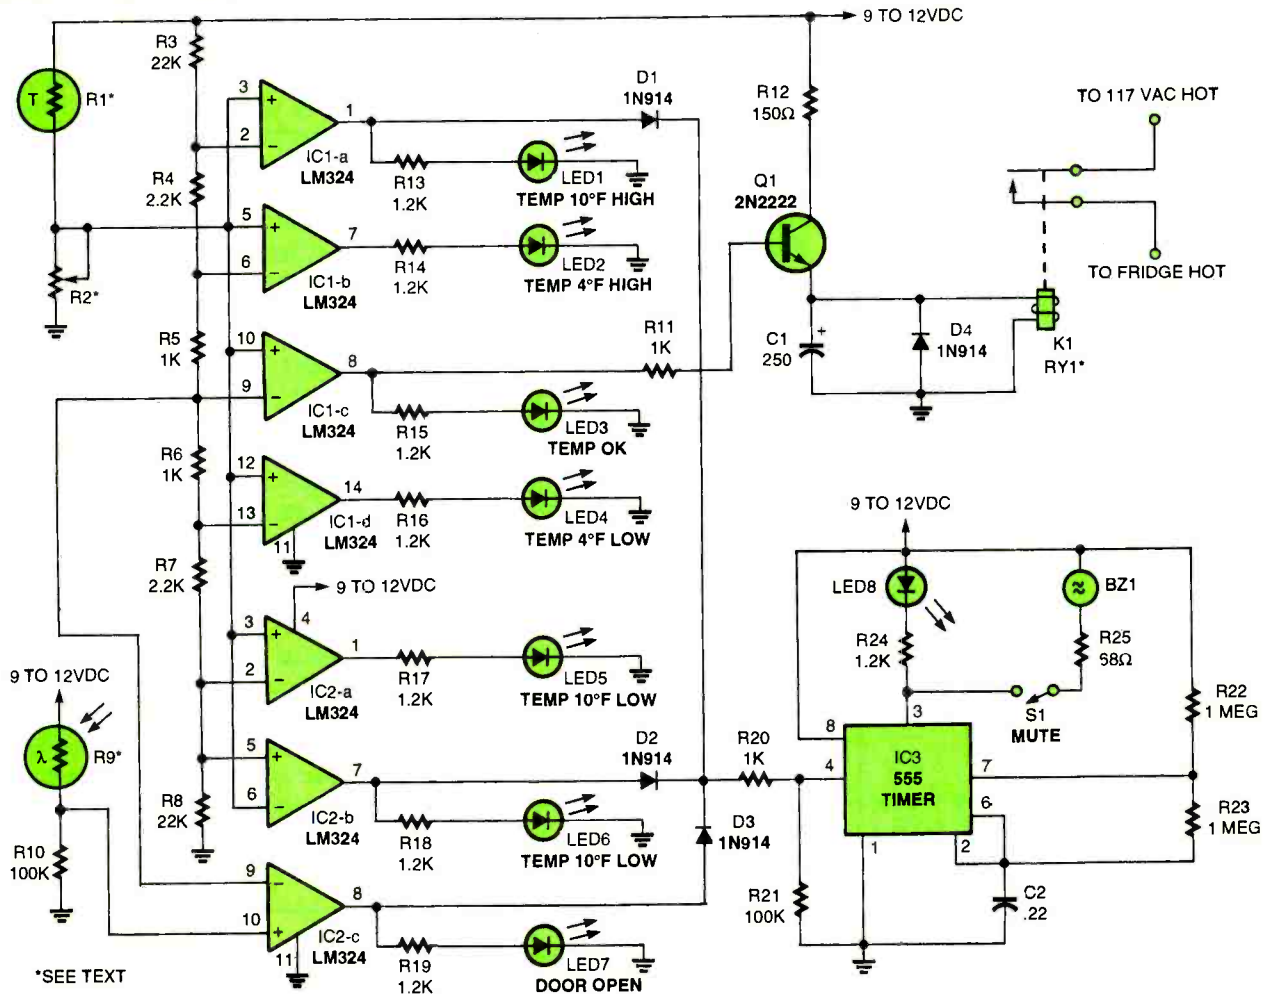 9 TO 12VDC
R3
22K
T
R1*
R4
2.2K
R2*
R5
1K
R6
1K
R7
2.2K
R8
22K
9 TO 12VDC
λ
R9*
R10
100K
*SEE TEXT
3
+
2
−
1
IC1-a
LM324
D1
1N914
R13
1.2K
LED1
TEMP 10°F HIGH
5
+
6
−
7
IC1-b
LM324
R14
1.2K
LED2
TEMP 4°F HIGH
10
+
9
−
8
IC1-c
LM324
R11
1K
R15
1.2K
LED3
TEMP OK
12
+
13
−
14
11
IC1-d
LM324
R16
1.2K
LED4
TEMP 4°F LOW
9 TO 12VDC
4
3
+
2
−
1
IC2-a
LM324
R17
1.2K
LED5
TEMP 10°F LOW
5
+
6
−
7
IC2-b
LM324
D2
1N914
R18
1.2K
LED6
TEMP 10°F LOW
D3
1N914
9
−
10
+
8
11
IC2-c
LM324
R19
1.2K
LED7
DOOR OPEN
R12
150Ω
Q1
2N2222
C1
250
+
D4
1N914
K1
RY1*
TO 117 VAC HOT
TO FRIDGE HOT
9 TO 12VDC
LED8
R24
1.2K
BZ1
R25
68Ω
S1
MUTE
R22
1 MEG
R23
1 MEG
R20
1K
R21
100K
8
3
4
7
6
2
1
IC3
555
TIMER
C2
.22